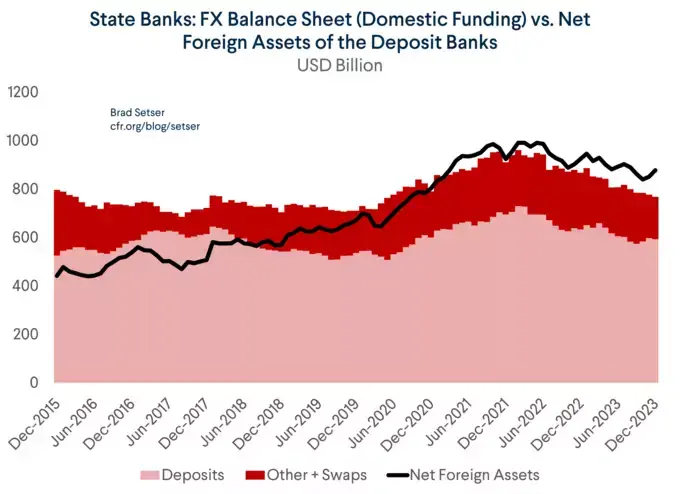 State Banks: FX Balance Sheet (Domestic Funding) vs. Net
Foreign Assets of the Deposit Banks
USD Billion
Brad Setser
cfr.org/blog/setser
1200
1000
800
600
400
200
0
Dec-2015
Jun-2016
Dec-2016
Jun-2017
Dec-2017
Jun-2018
Dec-2018
Jun-2019
Dec-2019
Jun-2020
Dec-2020
Jun-2021
Dec-2021
Jun-2022
Dec-2022
Jun-2023
Dec-2023
Deposits
Other + Swaps
Net Foreign Assets